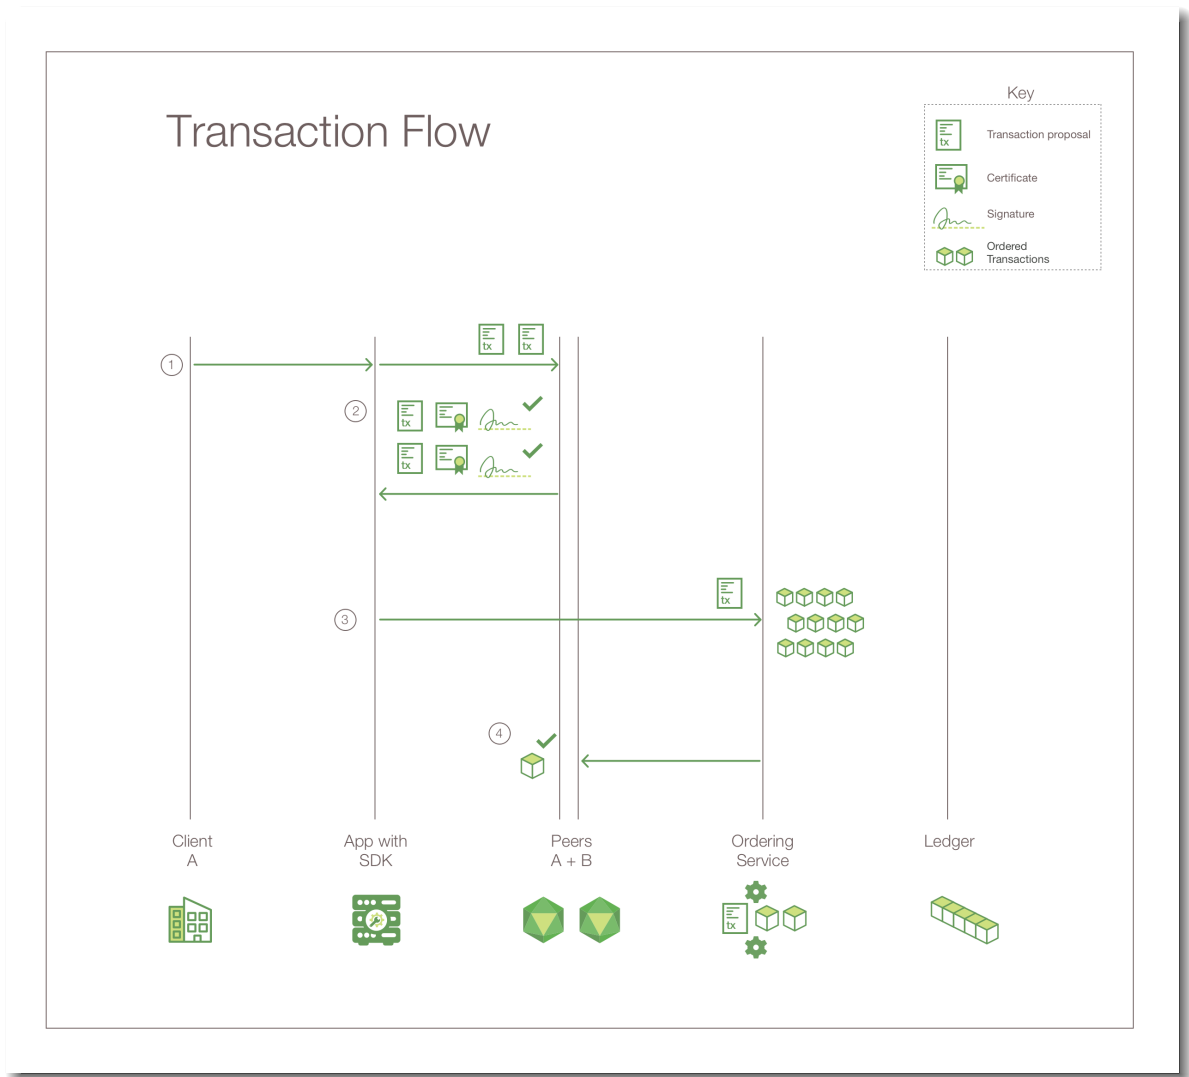 Transaction Flow
Key
tx
Transaction proposal
Certificate
Signature
Ordered
Transactions
tx
tx
1
2
tx
tx
tx
3
4
Client
A
App with
SDK
Peers
A + B
Ordering
Service
Ledger
tx